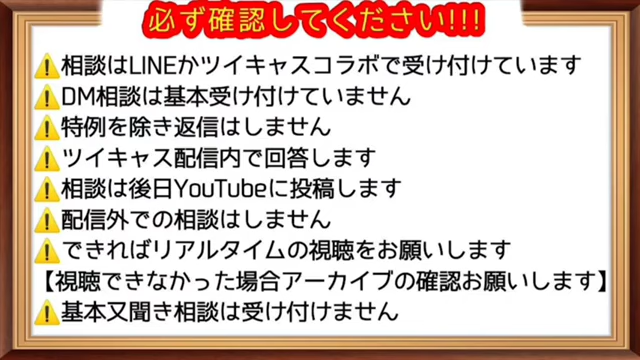 必ず確認してください!!!
⚠️相談はLINEかツイキャスコラボで受け付けています
⚠️DM相談は基本受け付けていません
⚠️特例を除き返信はしません
⚠️ツイキャス配信内で回答します
⚠️相談は後日YouTubeに投稿します
⚠️配信外での相談はしません
⚠️できればリアルタイムの視聴をお願いします
【視聴できなかった場合アーカイブの確認お願いします】
⚠️基本又聞き相談は受け付けません